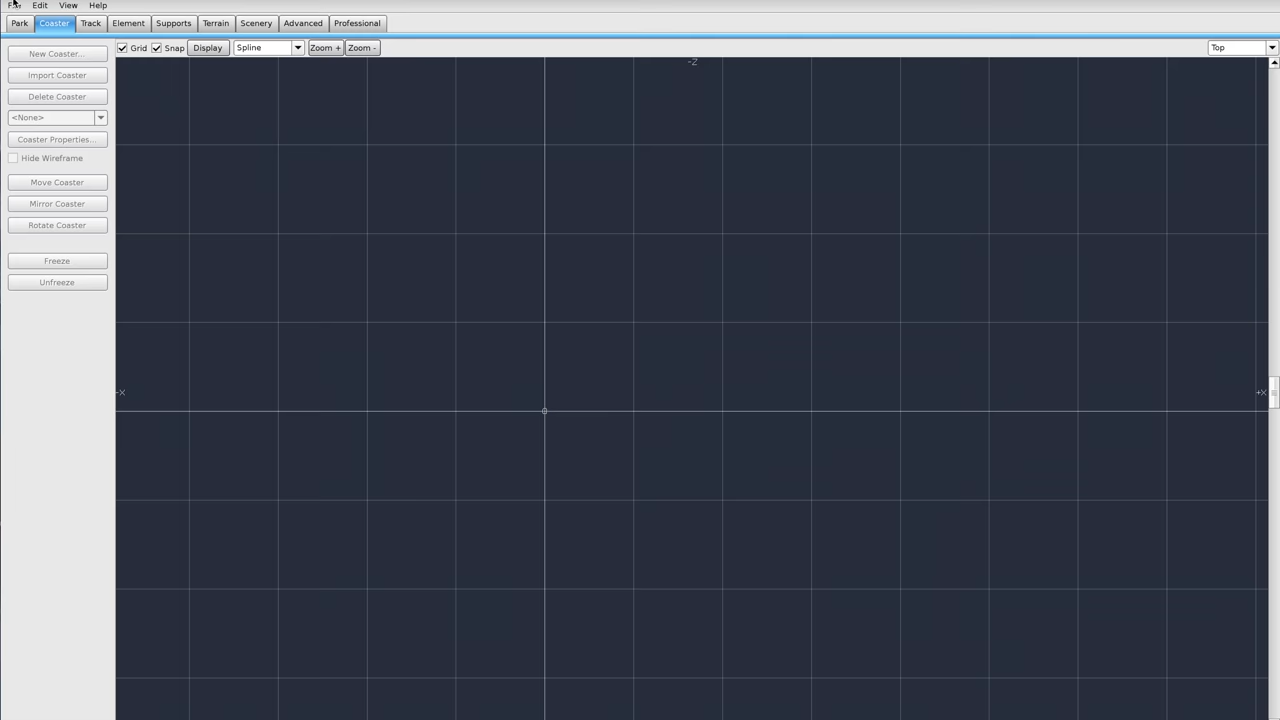 Edit View Help
Park Coaster Track Element Supports Terrain Scenery Advanced Professional
New Coaster... Grid Snap Display Spline Zoom + Zoom - Top
-Z
Import Coaster
Delete Coaster
<None>
Coaster Properties...
Hide Wireframe
Move Coaster
Mirror Coaster
Rotate Coaster
Freeze
Unfreeze
-X +X